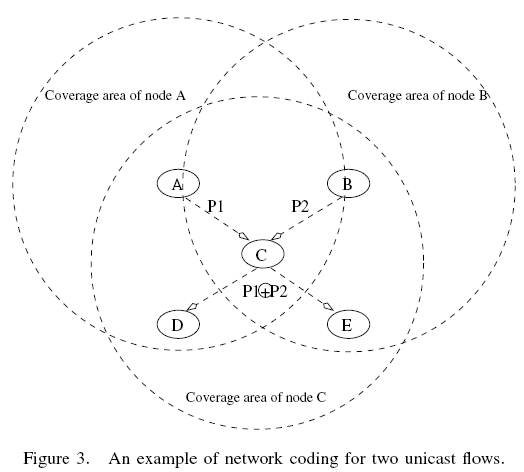 Coverage area of node A
Coverage area of node B
A
B
P1
P2
C
P1⊕P2
D
E
Coverage area of node C
Figure 3. An example of network coding for two unicast flows.